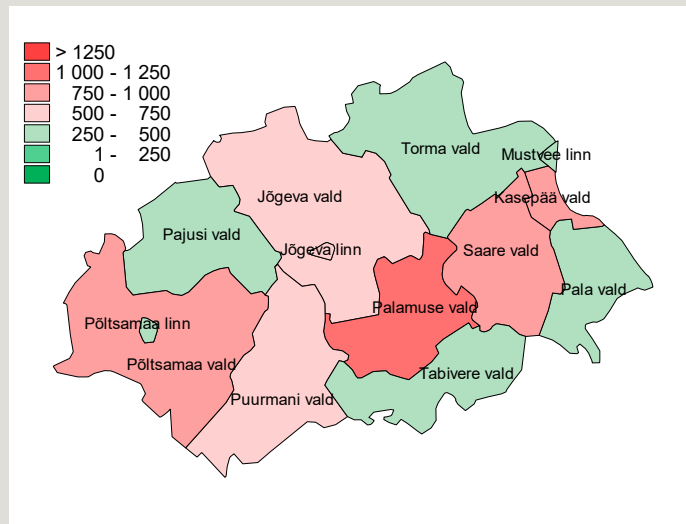 > 1250
1 000 - 1 250
750 - 1 000
500 - 750
250 - 500
1 - 250
0
Torma vald
Mustvee linn
Kasepää vald
Jõgeva vald
Pajusi vald
Jõgeva linn
Saare vald
Pala vald
Palamuse vald
Põltsamaa linn
Põltsamaa vald
Tabivere vald
Puurmani vald